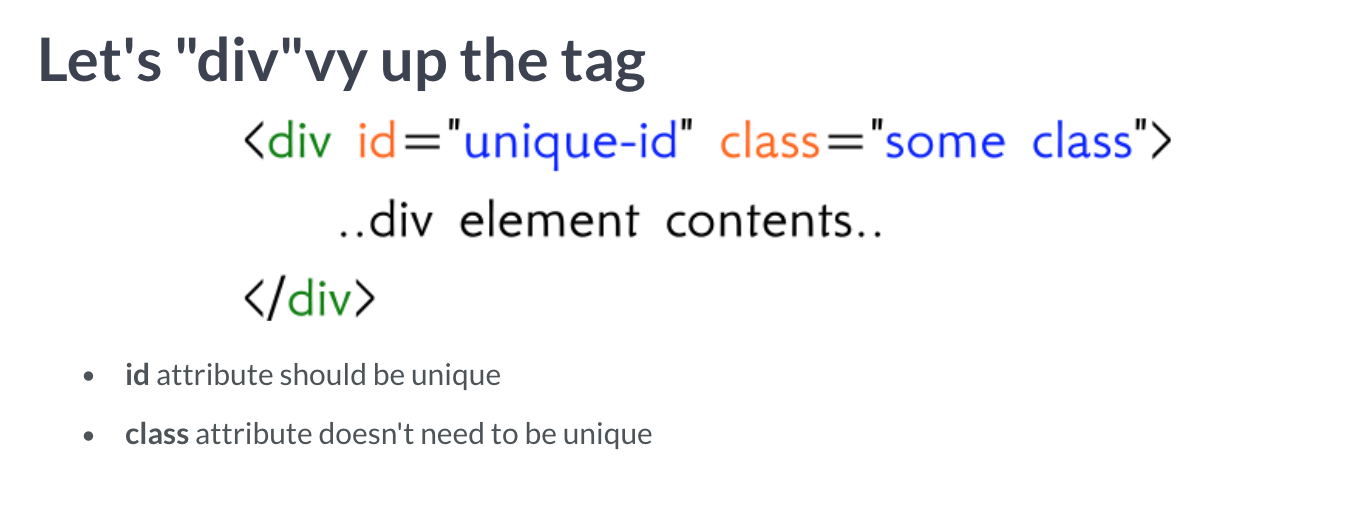 Let's "div"vy up the tag
<div id="unique-id" class="some class">
..div element contents..
</div>
• id attribute should be unique
• class attribute doesn't need to be unique